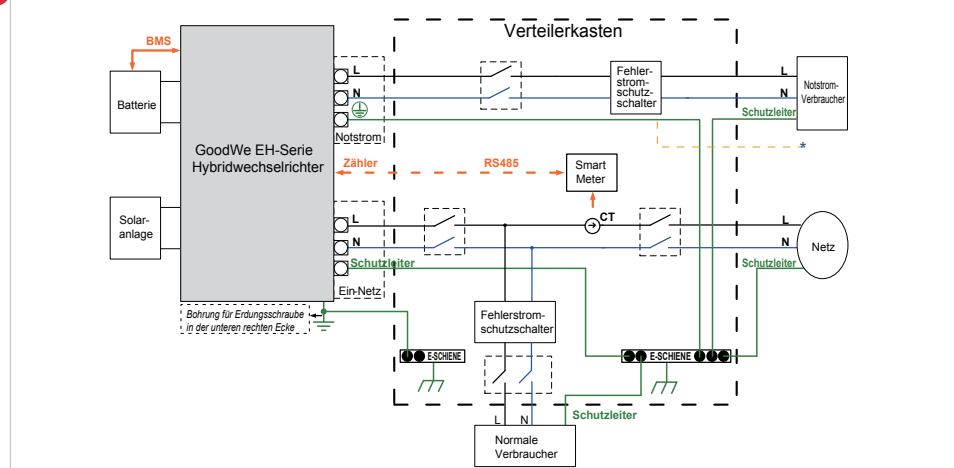 Verteilerkasten
BMS
Batterie
L
N
Notstrom
GoodWe EH-Serie
Hybridwechselrichter
Fehler-
strom-
schutz-
schalter
L
N
Schutzleiter
Notstrom-
Verbraucher
*
Zähler
RS485
Smart
Meter
CT
Solar-
anlage
L
N
Schutzleiter
Ein-Netz
L
N
Schutzleiter
Netz
Bohrung für Erdungsschraube
in der unteren rechten Ecke
Fehlerstrom-
schutzschalter
E-SCHIENE
E-SCHIENE
L N
Schutzleiter
Normale
Verbraucher